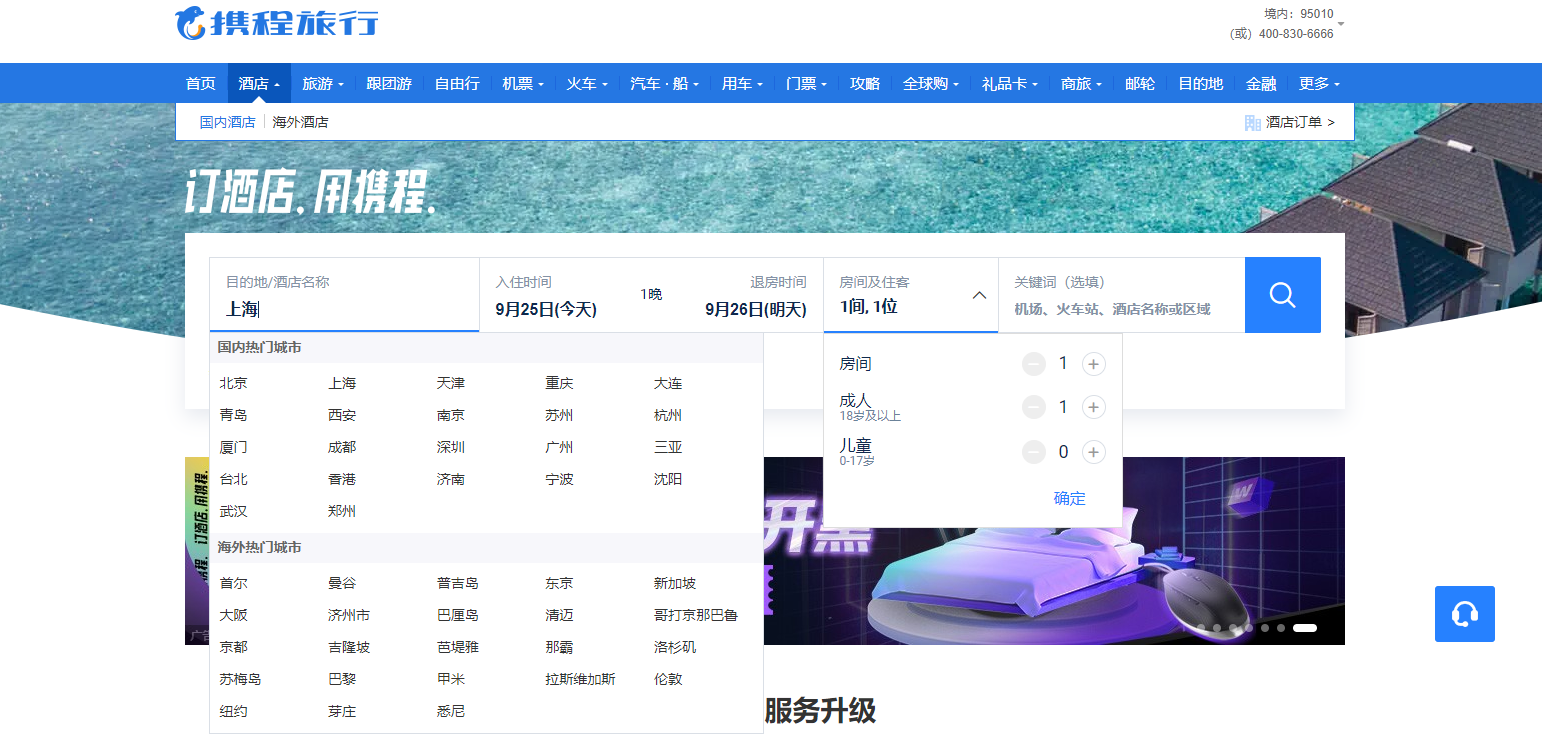 携程旅行
境内：95010
（或）400-830-6666
首页 酒店 旅游 跟团游 自由行 机票 火车 汽车·船 用车 门票 攻略 全球购 礼品卡 商旅 邮轮 目的地 金融 更多
国内酒店 海外酒店 酒店订单 >
订酒店.用携程.
目的地/酒店名称 入住时间 退房时间 房间及住客 关键词（选填）
1晚
上海 9月25日(今天) 9月26日(明天) 1间, 1位 机场、火车站、酒店名称或区域
国内热门城市
北京 上海 天津 重庆 大连
青岛 西安 南京 苏州 杭州
厦门 成都 深圳 广州 三亚
台北 香港 济南 宁波 沈阳
武汉 郑州
海外热门城市
首尔 曼谷 普吉岛 东京 新加坡
大阪 济州市 巴厘岛 清迈 哥打京那巴鲁
京都 吉隆坡 芭堤雅 那霸 洛杉矶
苏梅岛 巴黎 甲米 拉斯维加斯 伦敦
纽约 芽庄 悉尼
房间 1
成人 1
18岁及以上
儿童 0
0-17岁
确定
订酒店.用携程.
开黑
W
广告
服务升级